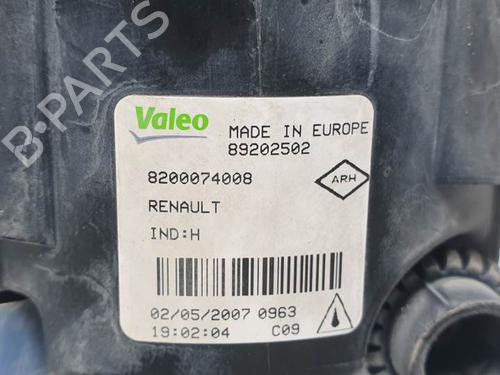 B-PARTS
Valeo
MADE IN EUROPE
89202502
8200074008
ARH
RENAULT
IND:H
02/05/2007 0963
19:02:04 C09